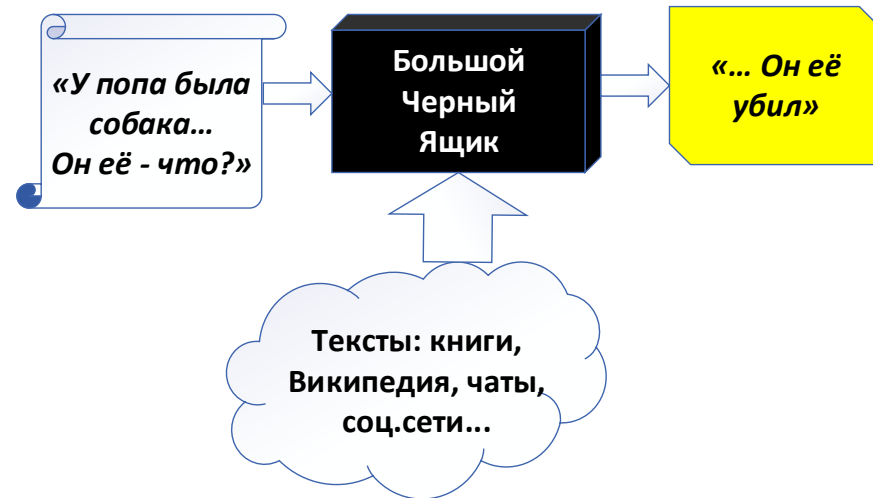 «У попа была
собака...
Он её - что?»
Большой
Черный
Ящик
«... Он её
убил»
Тексты: книги,
Википедия, чаты,
соц.сети...